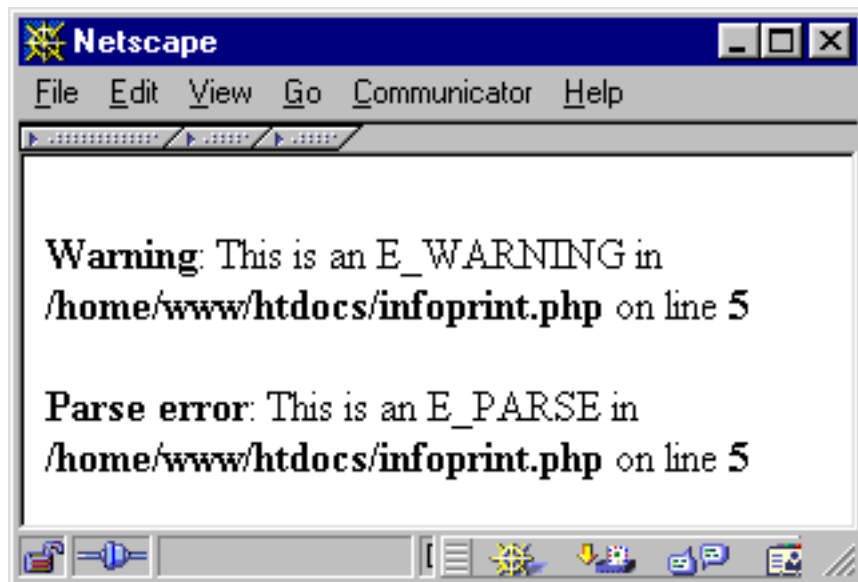 Netscape
File Edit View Go Communicator Help
Warning: This is an E_WARNING in
/home/www/htdocs/infoprint.php on line 5
Parse error: This is an E_PARSE in
/home/www/htdocs/infoprint.php on line 5